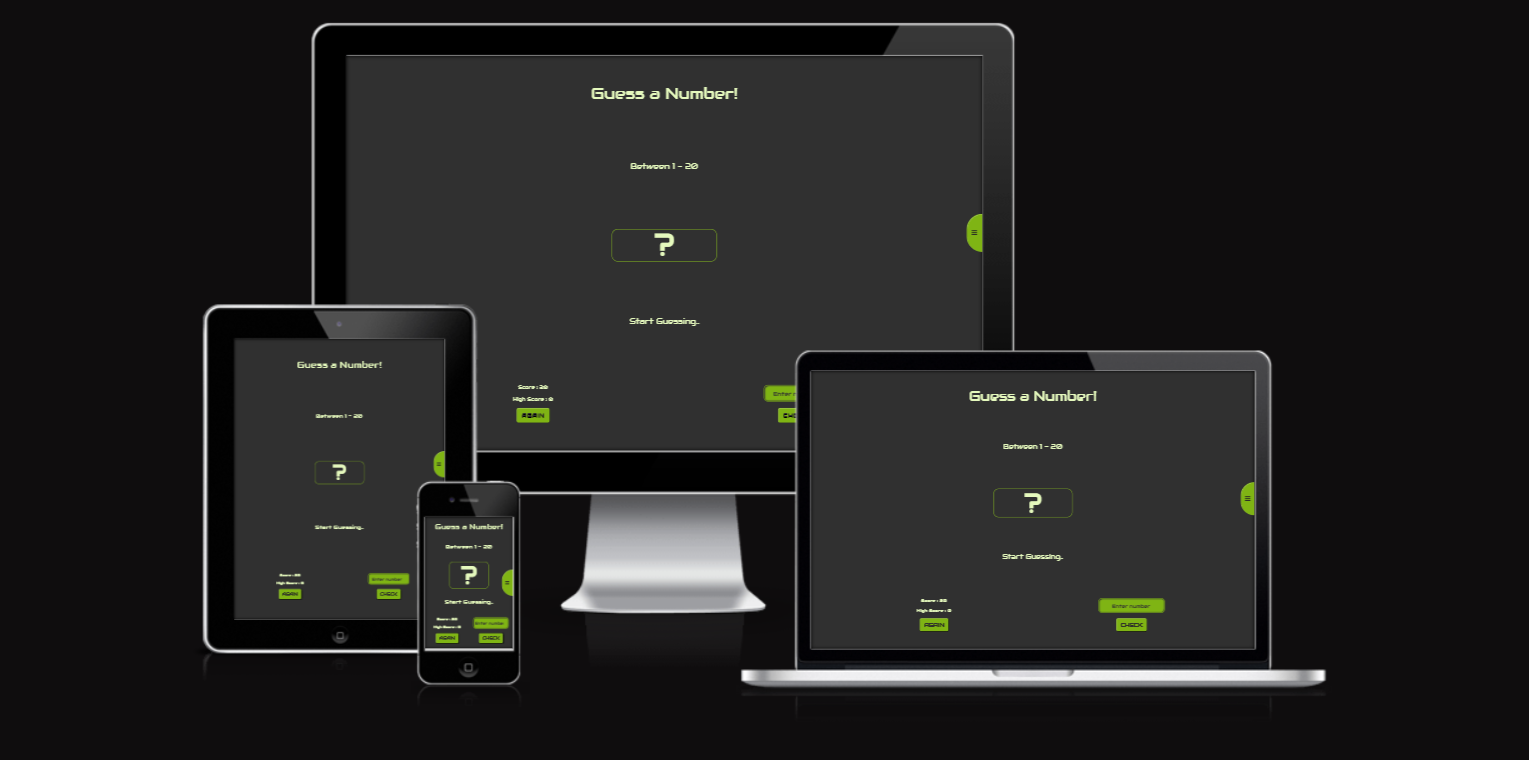 Guess a Number!
Between 1 - 20
?
Start Guessing..
Score : 20
High Score : 0
AGAIN
Enter n
CHEC
Guess a Number!
Between 1 - 20
?
Start Guessing..
Score : 20
High Score : 0
AGAIN
Enter number
CHECK
Guess a Number!
Between 1 - 20
?
Start Guessing..
Score : 20
High Score : 0
AGAIN
Enter number
CHECK
Guess a Number!
Between 1 - 20
?
Start Guessing..
Score : 20
High Score : 0
AGAIN
Enter number
CHECK